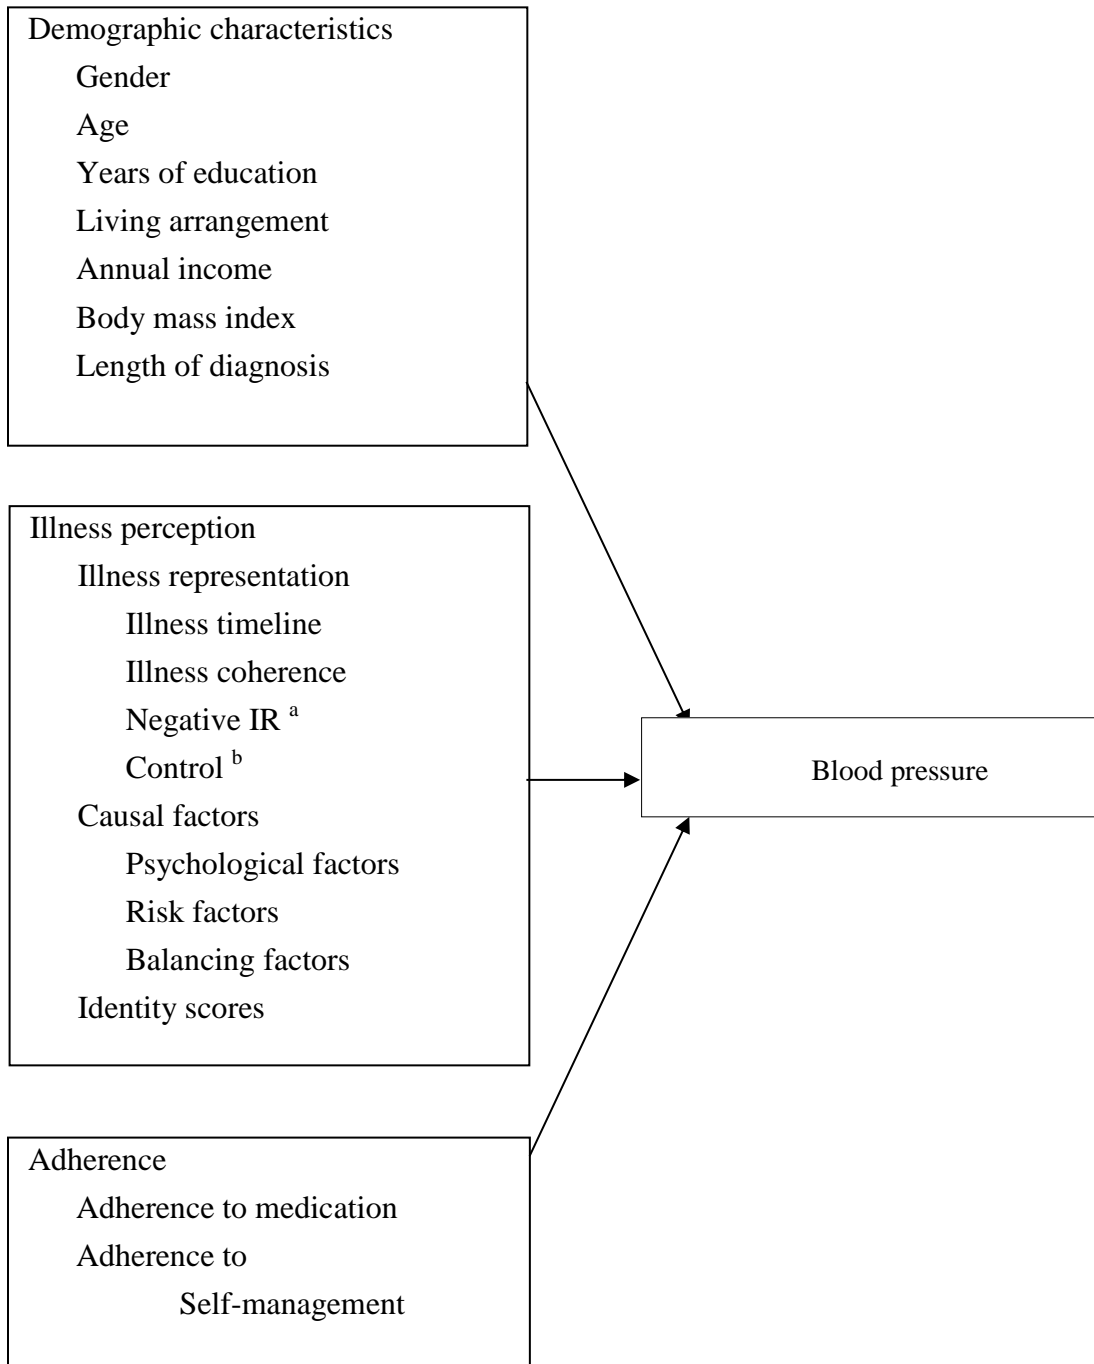 Demographic characteristics
Gender
Age
Years of education
Living arrangement
Annual income
Body mass index
Length of diagnosis
Illness perception
Illness representation
Illness timeline
Illness coherence
Negative IR a
Control b
Causal factors
Psychological factors
Risk factors
Balancing factors
Identity scores
Blood pressure
Adherence
Adherence to medication
Adherence to
Self-management